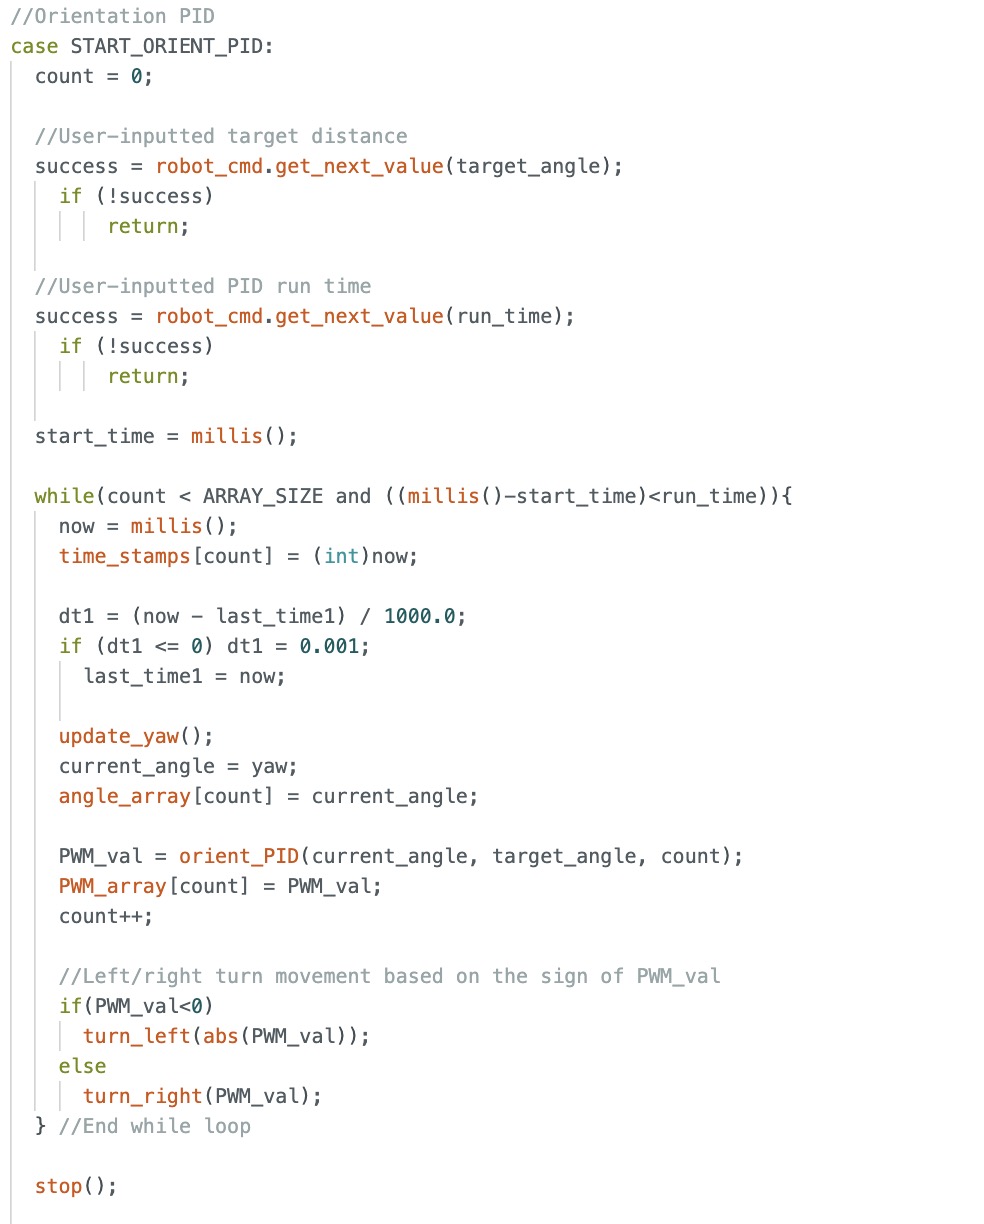 //Orientation PID
case START_ORIENT_PID:
count = 0;
//User-inputted target distance
success = robot_cmd.get_next_value(target_angle);
if (!success)
return;
//User-inputted PID run time
success = robot_cmd.get_next_value(run_time);
if (!success)
return;
start_time = millis();
while(count < ARRAY_SIZE and ((millis()-start_time)<run_time)){
now = millis();
time_stamps[count] = (int)now;
dt1 = (now - last_time1) / 1000.0;
if (dt1 <= 0) dt1 = 0.001;
last_time1 = now;
update_yaw();
current_angle = yaw;
angle_array[count] = current_angle;
PWM_val = orient_PID(current_angle, target_angle, count);
PWM_array[count] = PWM_val;
count++;
//Left/right turn movement based on the sign of PWM_val
if(PWM_val<0)
turn_left(abs(PWM_val));
else
turn_right(PWM_val);
} //End while loop
stop();